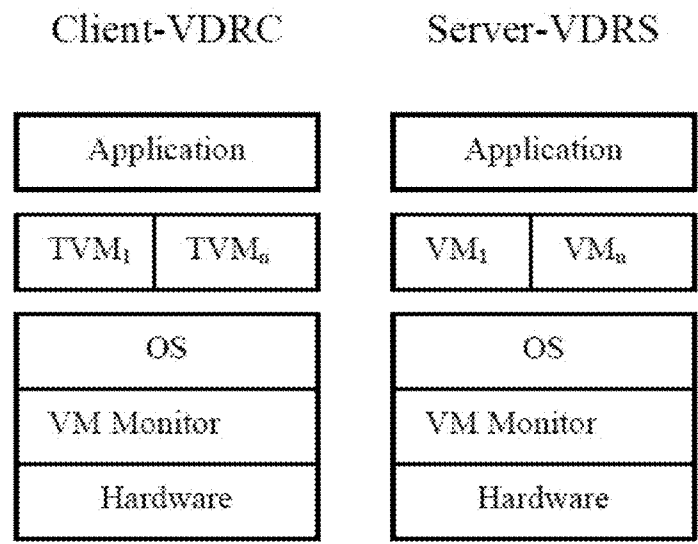 Client-VDRC
Server-VDRS
Application
Application
TVM₁
TVMₙ
VM₁
VMₙ
OS
OS
VM Monitor
VM Monitor
Hardware
Hardware